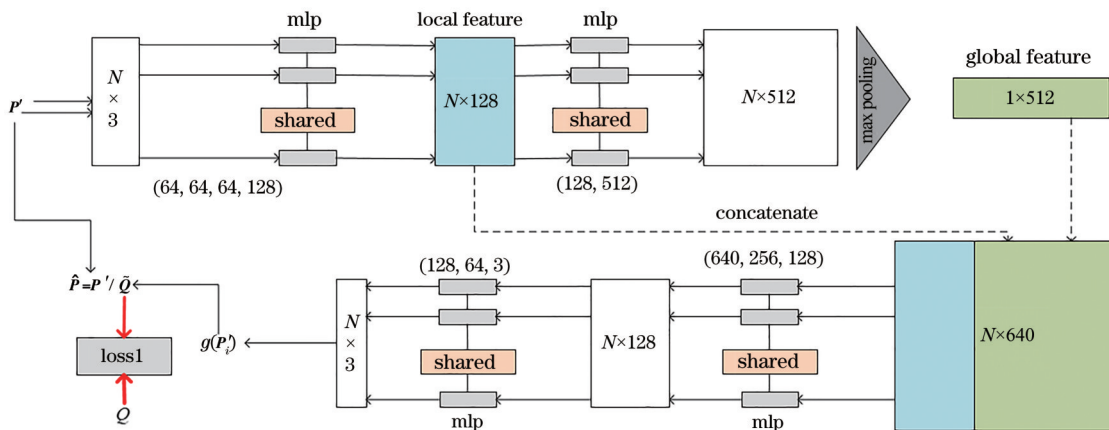 mlp
local feature
mlp
global feature
P′
N
×
3
shared
N×128
shared
N×512
max pooling
1×512
(64, 64, 64, 128)
(128, 512)
concatenate
(128, 64, 3)
(640, 256, 128)
P̂=P′/ Q̃
loss1
Q
g(P′i)
N
×
3
shared
mlp
N×128
shared
mlp
N×640